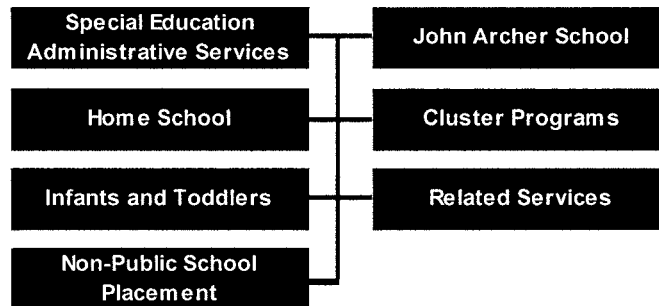 Special Education
Administrative Services
John Archer School
Home School
Cluster Programs
Infants and Toddlers
Related Services
Non-Public School
Placement